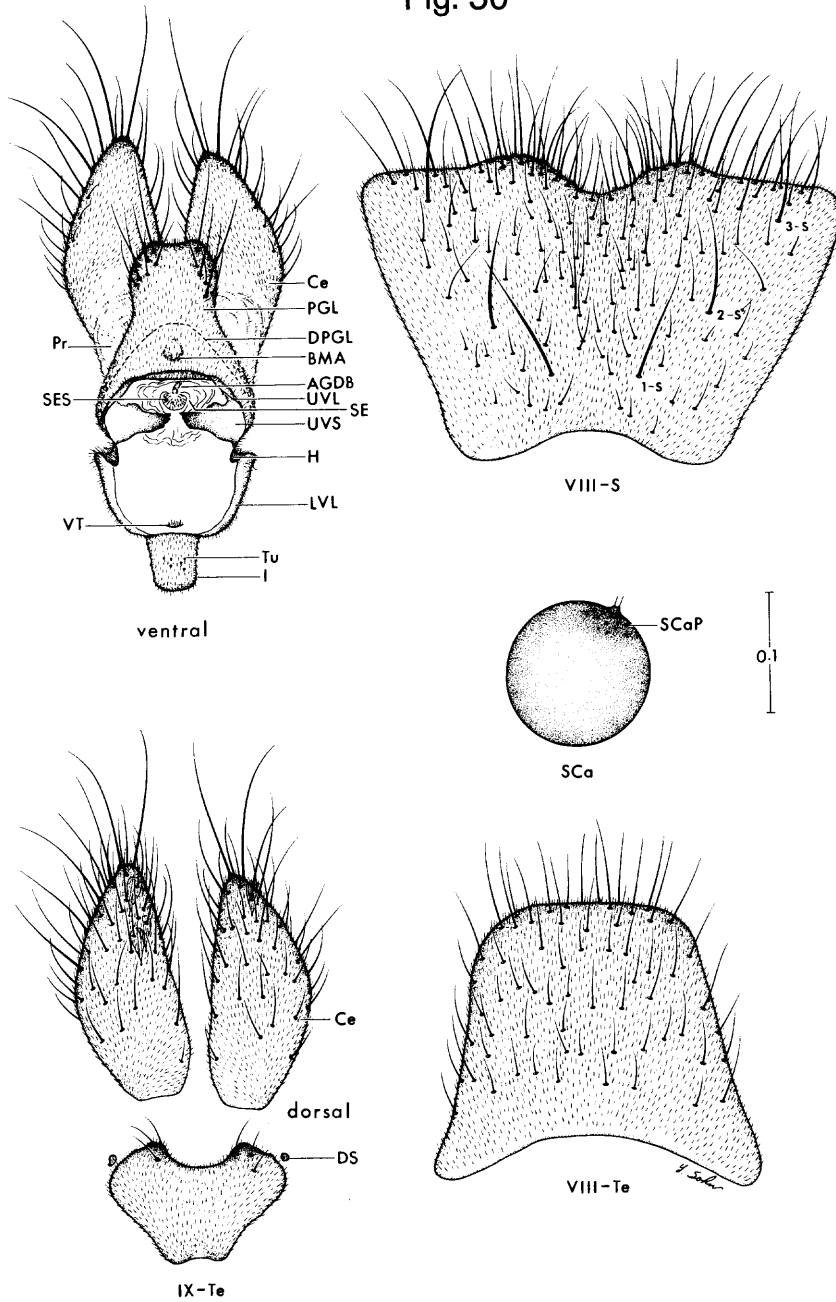 Fig. 30
Ce
PGL
DPGL
Pr
BMA
AGDB
SES
UVL
SE
UVS
H
LVL
VT
Tu
I
ventral
3-S
2-S
1-S
VIII-S
SCaP
0.1
SCa
Ce
dorsal
DS
IX-Te
VIII-Te